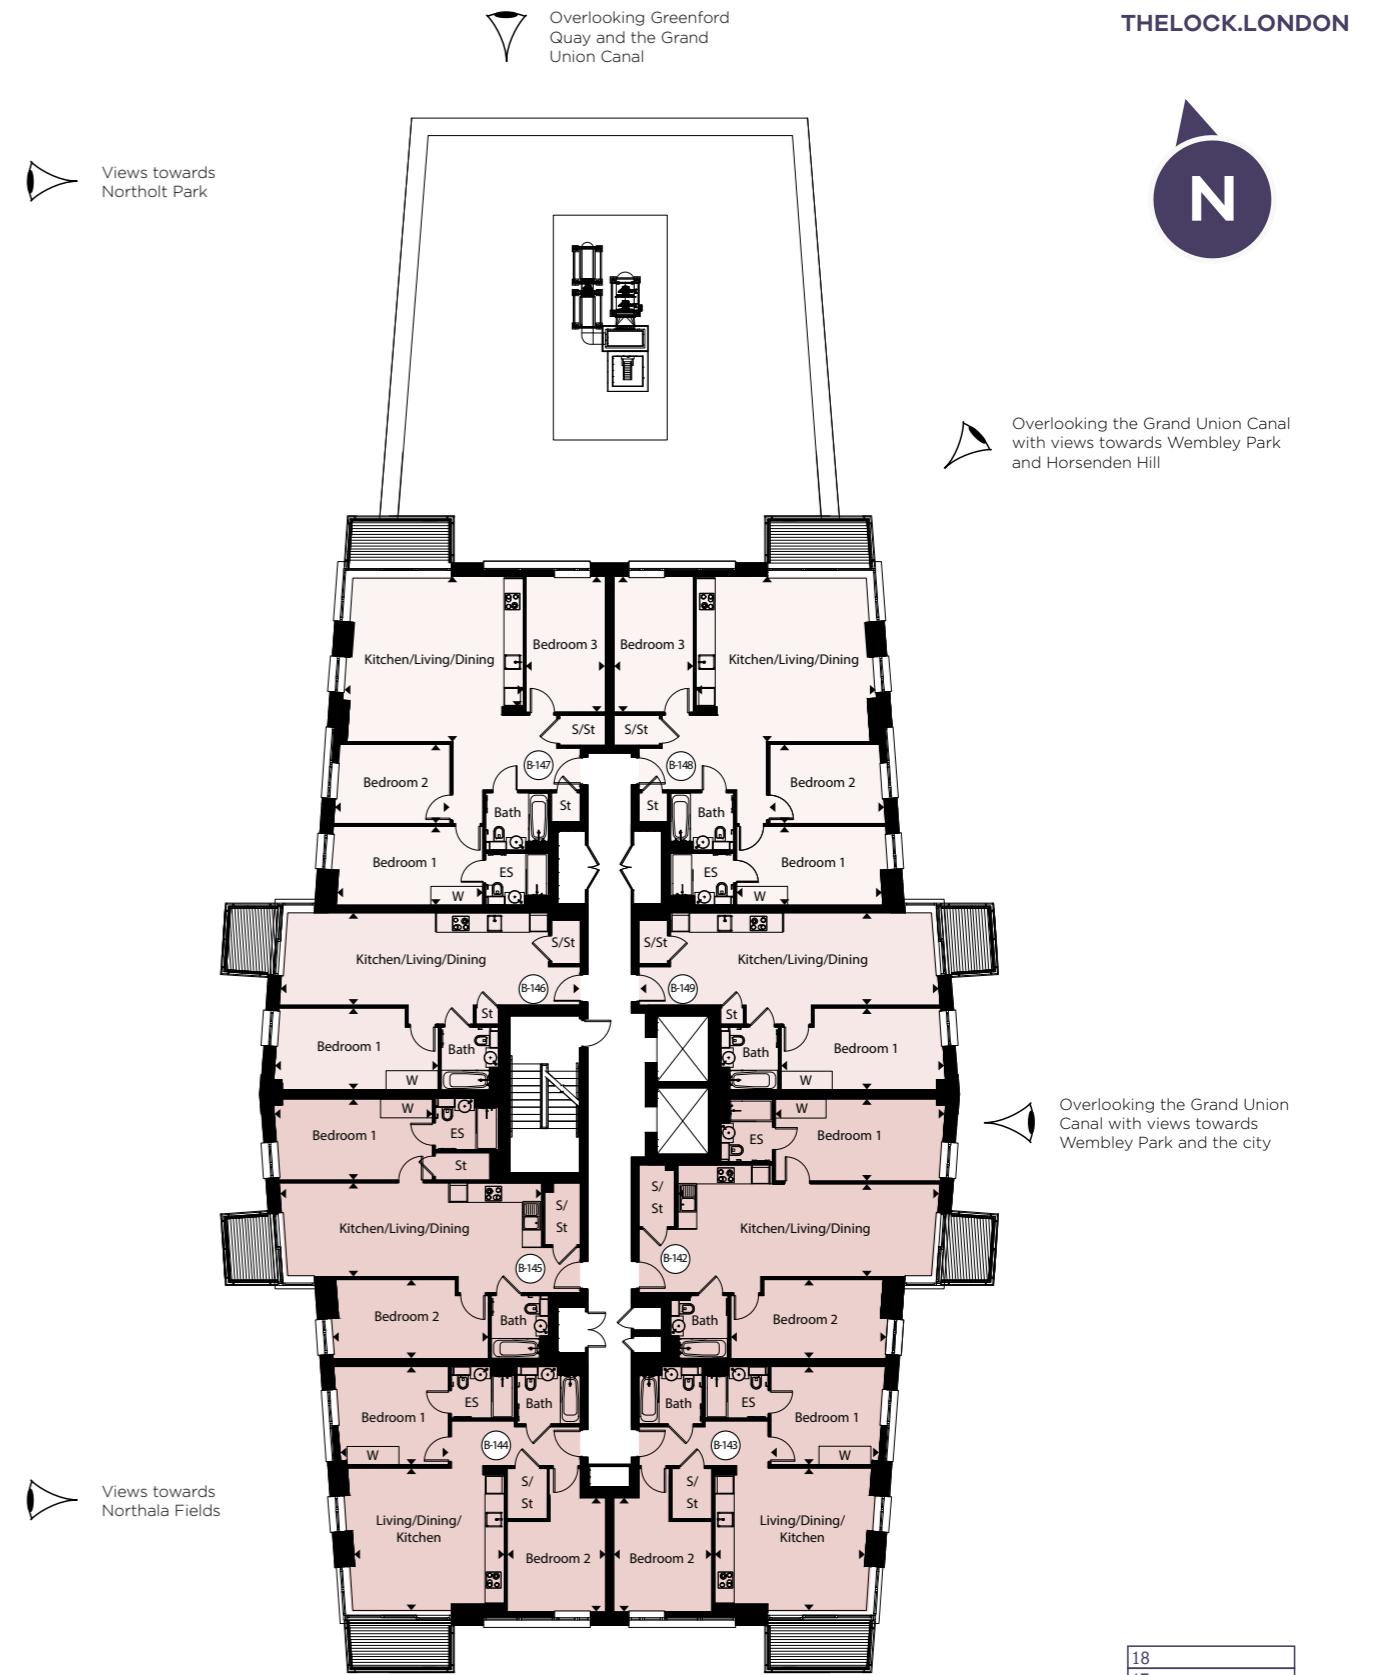 Overlooking Greenford
Quay and the Grand
Union Canal
THELOCK.LONDON
N
Views towards
Northolt Park
Overlooking the Grand Union Canal
with views towards Wembley Park
and Horsenden Hill
Kitchen/Living/Dining
Bedroom 3
Bedroom 3
Kitchen/Living/Dining
S/St
S/St
B-147
B-148
Bedroom 2
Bedroom 2
St
St
Bath
Bath
Bedroom 1
Bedroom 1
ES
ES
W
W
S/St
S/St
Kitchen/Living/Dining
Kitchen/Living/Dining
B-146
B-149
St
St
Bedroom 1
Bath
Bath
Bedroom 1
W
W
W
W
Bedroom 1
ES
ES
Bedroom 1
St
Overlooking the Grand Union
Canal with views towards
Wembley Park and the city
S/
St
S/
St
Kitchen/Living/Dining
Kitchen/Living/Dining
B-145
B-142
Bedroom 2
Bath
Bath
Bedroom 2
Bedroom 1
ES
Bath
Bath
ES
Bedroom 1
W
B-144
B-143
W
S/
St
S/
St
Views towards
Northala Fields
Living/Dining/
Kitchen
Living/Dining/
Kitchen
Bedroom 2
Bedroom 2
18